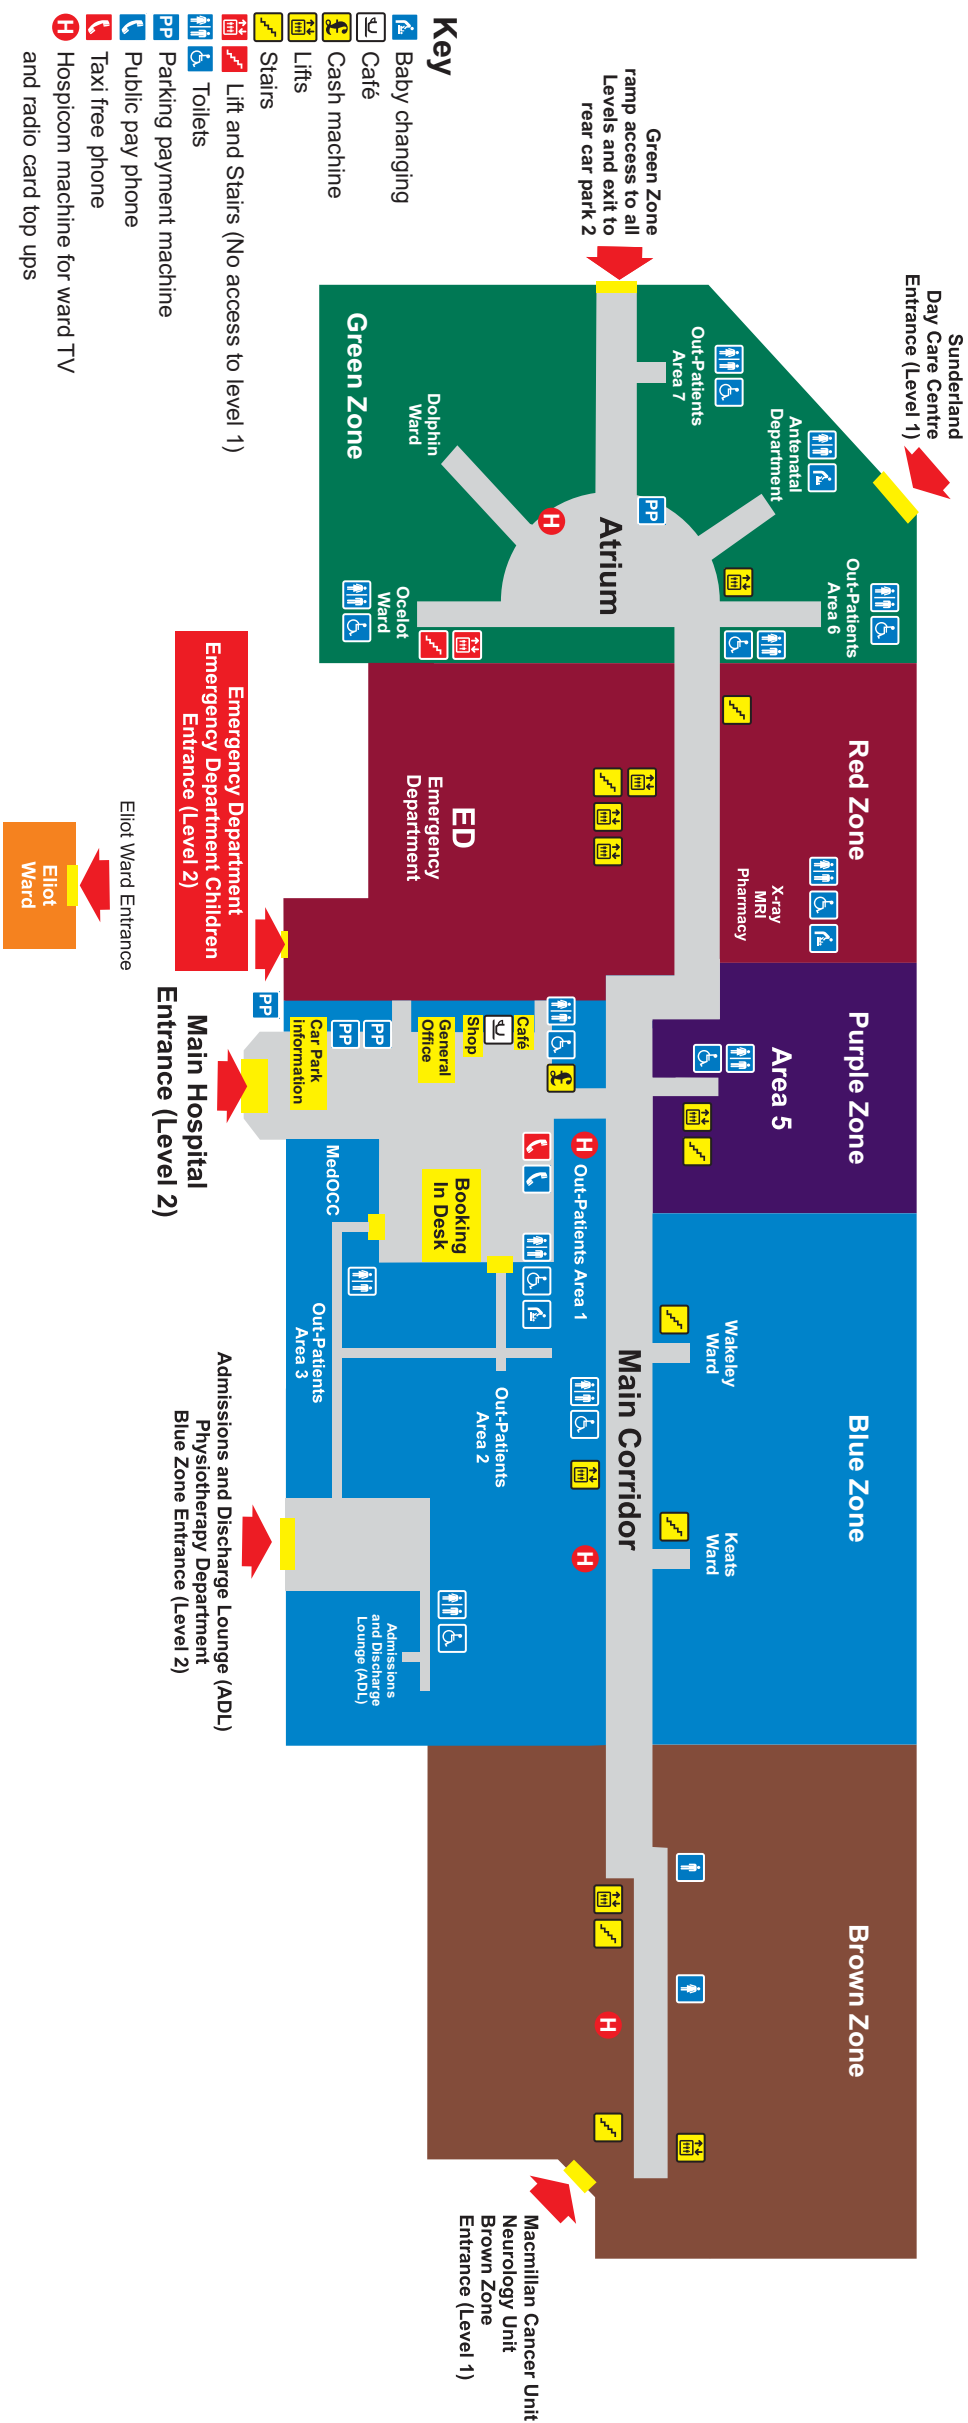 Key
Baby changing
Café
Cash machine
Lifts
Stairs
Lift and Stairs (No access to level 1)
Toilets
PP Parking payment machine
Public pay phone
Taxi free phone
H Hospicom machine for ward TV
and radio card top ups
Green Zone
ramp access to all
Levels and exit to
rear car park 2
Sunderland
Day Care Centre
Entrance (Level 1)
Green Zone
Out-Patients
Area 7
Antenatal
Department
Out-Patients
Area 6
Dolphin
Ward
Ocelot
Ward
Atrium
PP
H
Red Zone
X-ray
MRI
Pharmacy
ED
Emergency
Department
Emergency Department
Emergency Department Children
Entrance (Level 2)
Eliot Ward Entrance
Eliot
Ward
Purple Zone
Area 5
PP
Main Hospital
Entrance (Level 2)
Car Park
information
PP
PP
General
Office
Shop
Café
£
H
Out-Patients Area 1
Booking
In Desk
MedOCC
Out-Patients
Area 3
Out-Patients
Area 2
Blue Zone
Wakeley
Ward
Keats
Ward
Main Corridor
H
Admissions
and Discharge
Lounge (ADL)
Admissions and Discharge Lounge (ADL)
Physiotherapy Department
Blue Zone Entrance (Level 2)
Brown Zone
H
Macmillan Cancer Unit
Neurology Unit
Brown Zone
Entrance (Level 1)